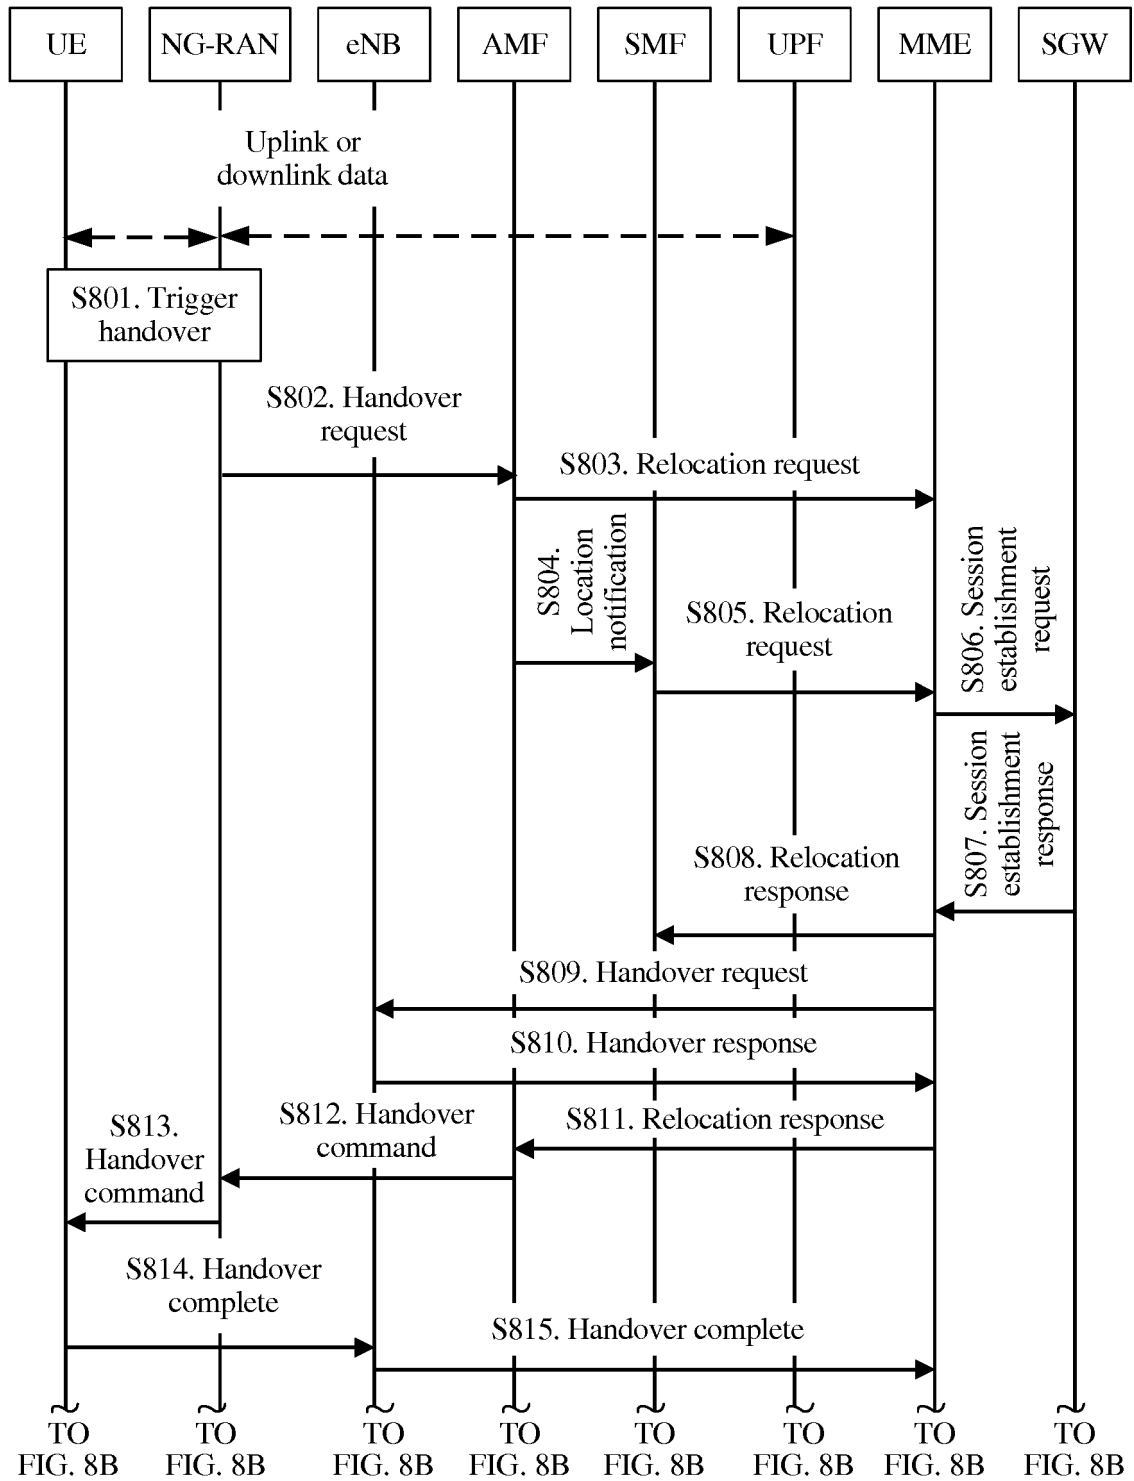 UE
NG-RAN
eNB
AMF
SMF
UPF
MME
SGW
Uplink or
downlink data
S801. Trigger
handover
S802. Handover
request
S803. Relocation request
S804.
Location
notification
S805. Relocation
request
S806. Session
establishment
request
S807. Session
establishment
response
S808. Relocation
response
S809. Handover request
S810. Handover response
S811. Relocation response
S812. Handover
command
S813.
Handover
command
S814. Handover
complete
S815. Handover complete
TO
FIG. 8B
TO
FIG. 8B
TO
FIG. 8B
TO
FIG. 8B
TO
FIG. 8B
TO
FIG. 8B
TO
FIG. 8B
TO
FIG. 8B